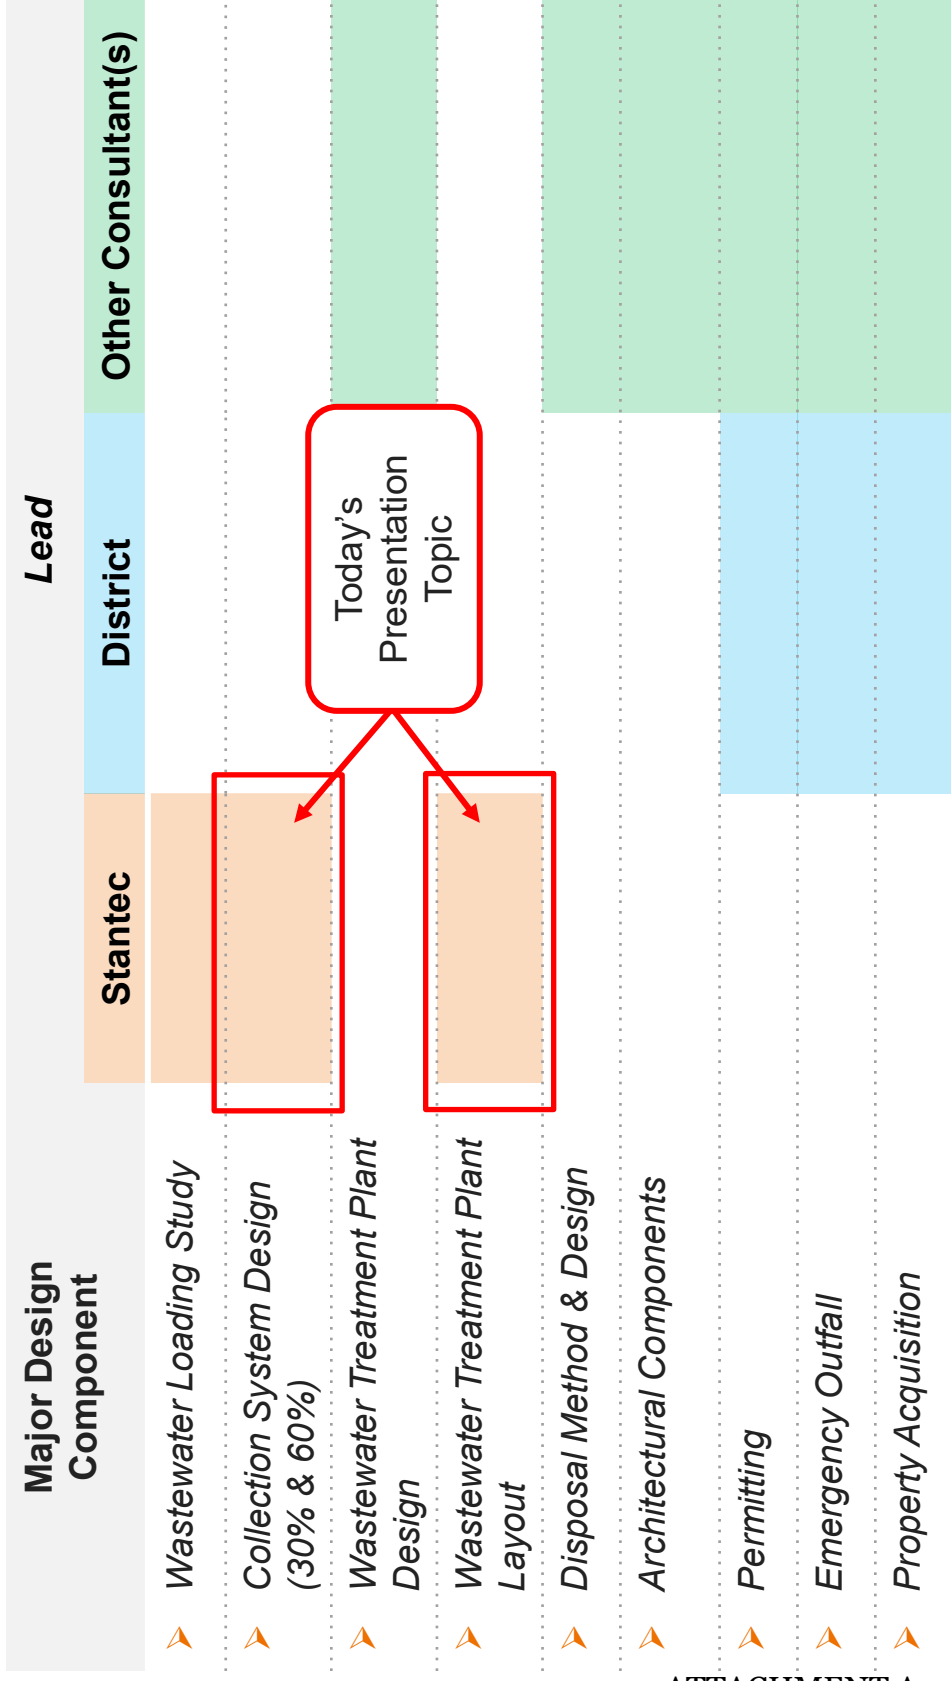 Major Design
Component
Lead
Stantec
District
Other Consultant(s)
➢ Wastewater Loading Study
➢ Collection System Design
(30% & 60%)
➢ Wastewater Treatment Plant
Design
➢ Wastewater Treatment Plant
Layout
➢ Disposal Method & Design
➢ Architectural Components
➢ Permitting
➢ Emergency Outfall
➢ Property Acquisition
Today's
Presentation
Topic
ATTACHMENT A